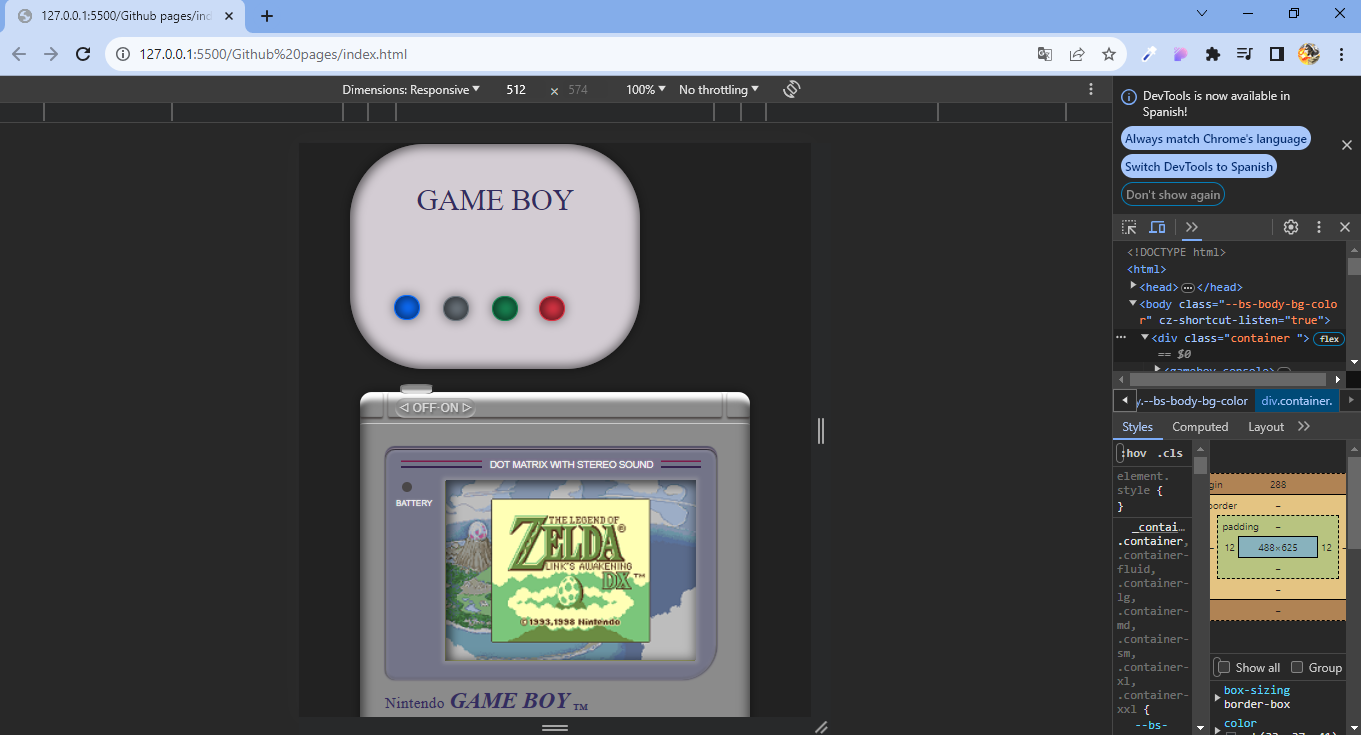 127.0.0.1:5500/Github pages/ind
127.0.0.1:5500/Github%20pages/index.html
Dimensions: Responsive 512 × 574 100% No throttling
DevTools is now available in
Spanish!
Always match Chrome's language
Switch DevTools to Spanish
Don't show again
<!DOCTYPE html>
<html>
<head> </head>
<body class="--bs-body-bg-colo
r" cz-shortcut-listen="true">
<div class="container "> flex
== $0
y.--bs-body-bg-color div.container.
Styles Computed Layout
:hov .cls
element.
style {
}
_contai…
.container,
.container-
fluid,
.container-
lg,
.container-
md,
.container-
sm,
.container-
xl,
.container-
xxl {
--bs-
gin 288
border –
padding –
12 488×625 12
–
–
–
Show all Group
box-sizing
border-box
color
GAME BOY
OFF·ON
DOT MATRIX WITH STEREO SOUND
BATTERY
THE LEGEND OF
ZELDA®
LINK'S AWAKENING
DX™
©1993,1998 Nintendo
Nintendo GAME BOY TM